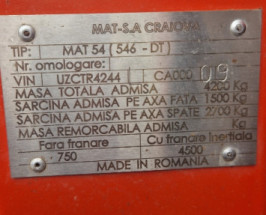 MAT-S.A CRAIOVA
TIP: MAT 54 (546 -DT)
Nr. omologare:
VIN UZCTR4244 CA000 09
MASA TOTALA ADMISA 4200 Kg
SARCINA ADMISA PE AXA FATA 1500 Kg
SARCINA ADMISA PE AXA SPATE 2700 Kg
MASA REMORCABILA ADMISA Kg
Fara franare Cu franare inertiala
750 4500
MADE IN ROMANIA